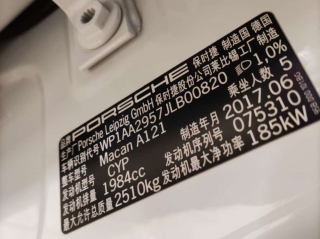 品牌 PORSCHE 保时捷 制造国 德国
生产厂 Porsche Leipzig GmbH 保时捷股份公司莱比锡工厂制造
车辆识别代号 WP1AA2957JLB00820 1.0%
整车型号 Macan A121 乘坐人数 5
发动机型号 CYP 制造年月 2017.06
发动机排量 1984cc 发动机序列号 075310
最大允许总质量 2510kg 发动机最大净功率 185kW